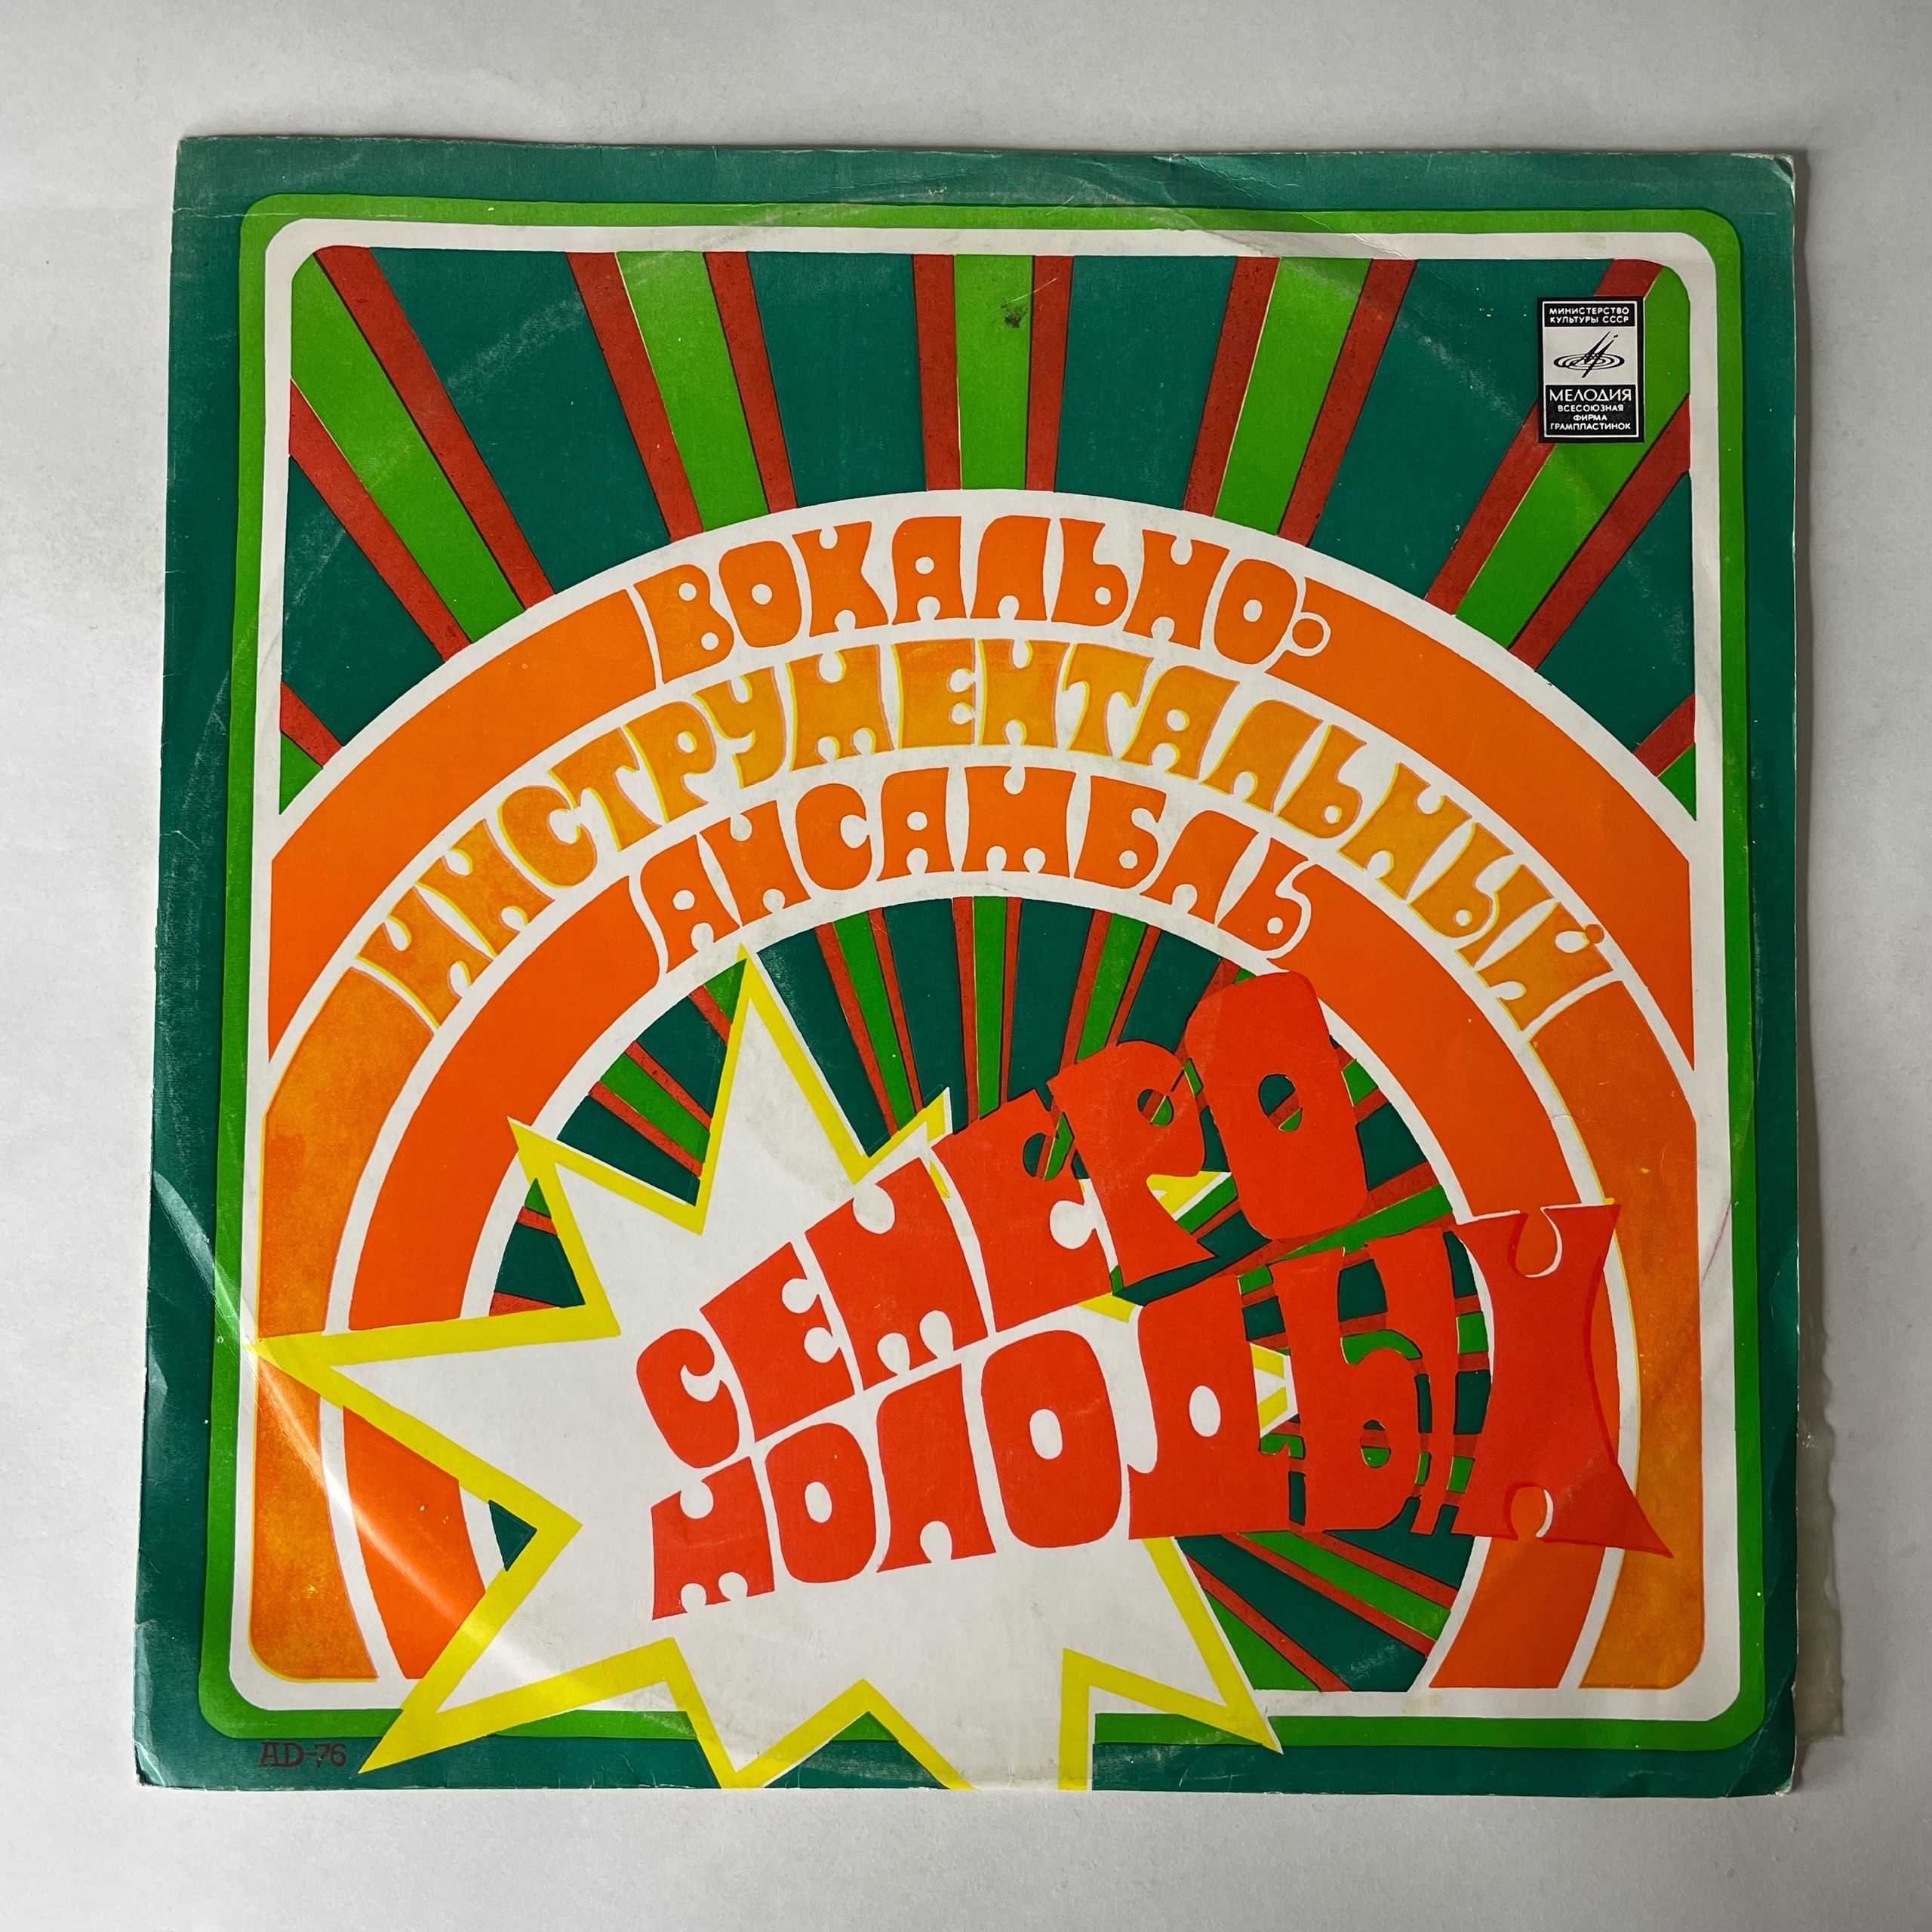 МИНИСТЕРСТВО
КУЛЬТУРЫ СССР
МЕЛОДИЯ
ВСЕСОЮЗНАЯ
ФИРМА
ГРАМПЛАСТИНОК
ВОКАЛЬНО-
ИНСТРУМЕНТАЛЬНЫЙ
АНСАМБЛЬ
СЕМЕРО
МОЛОДЫХ
AD-76